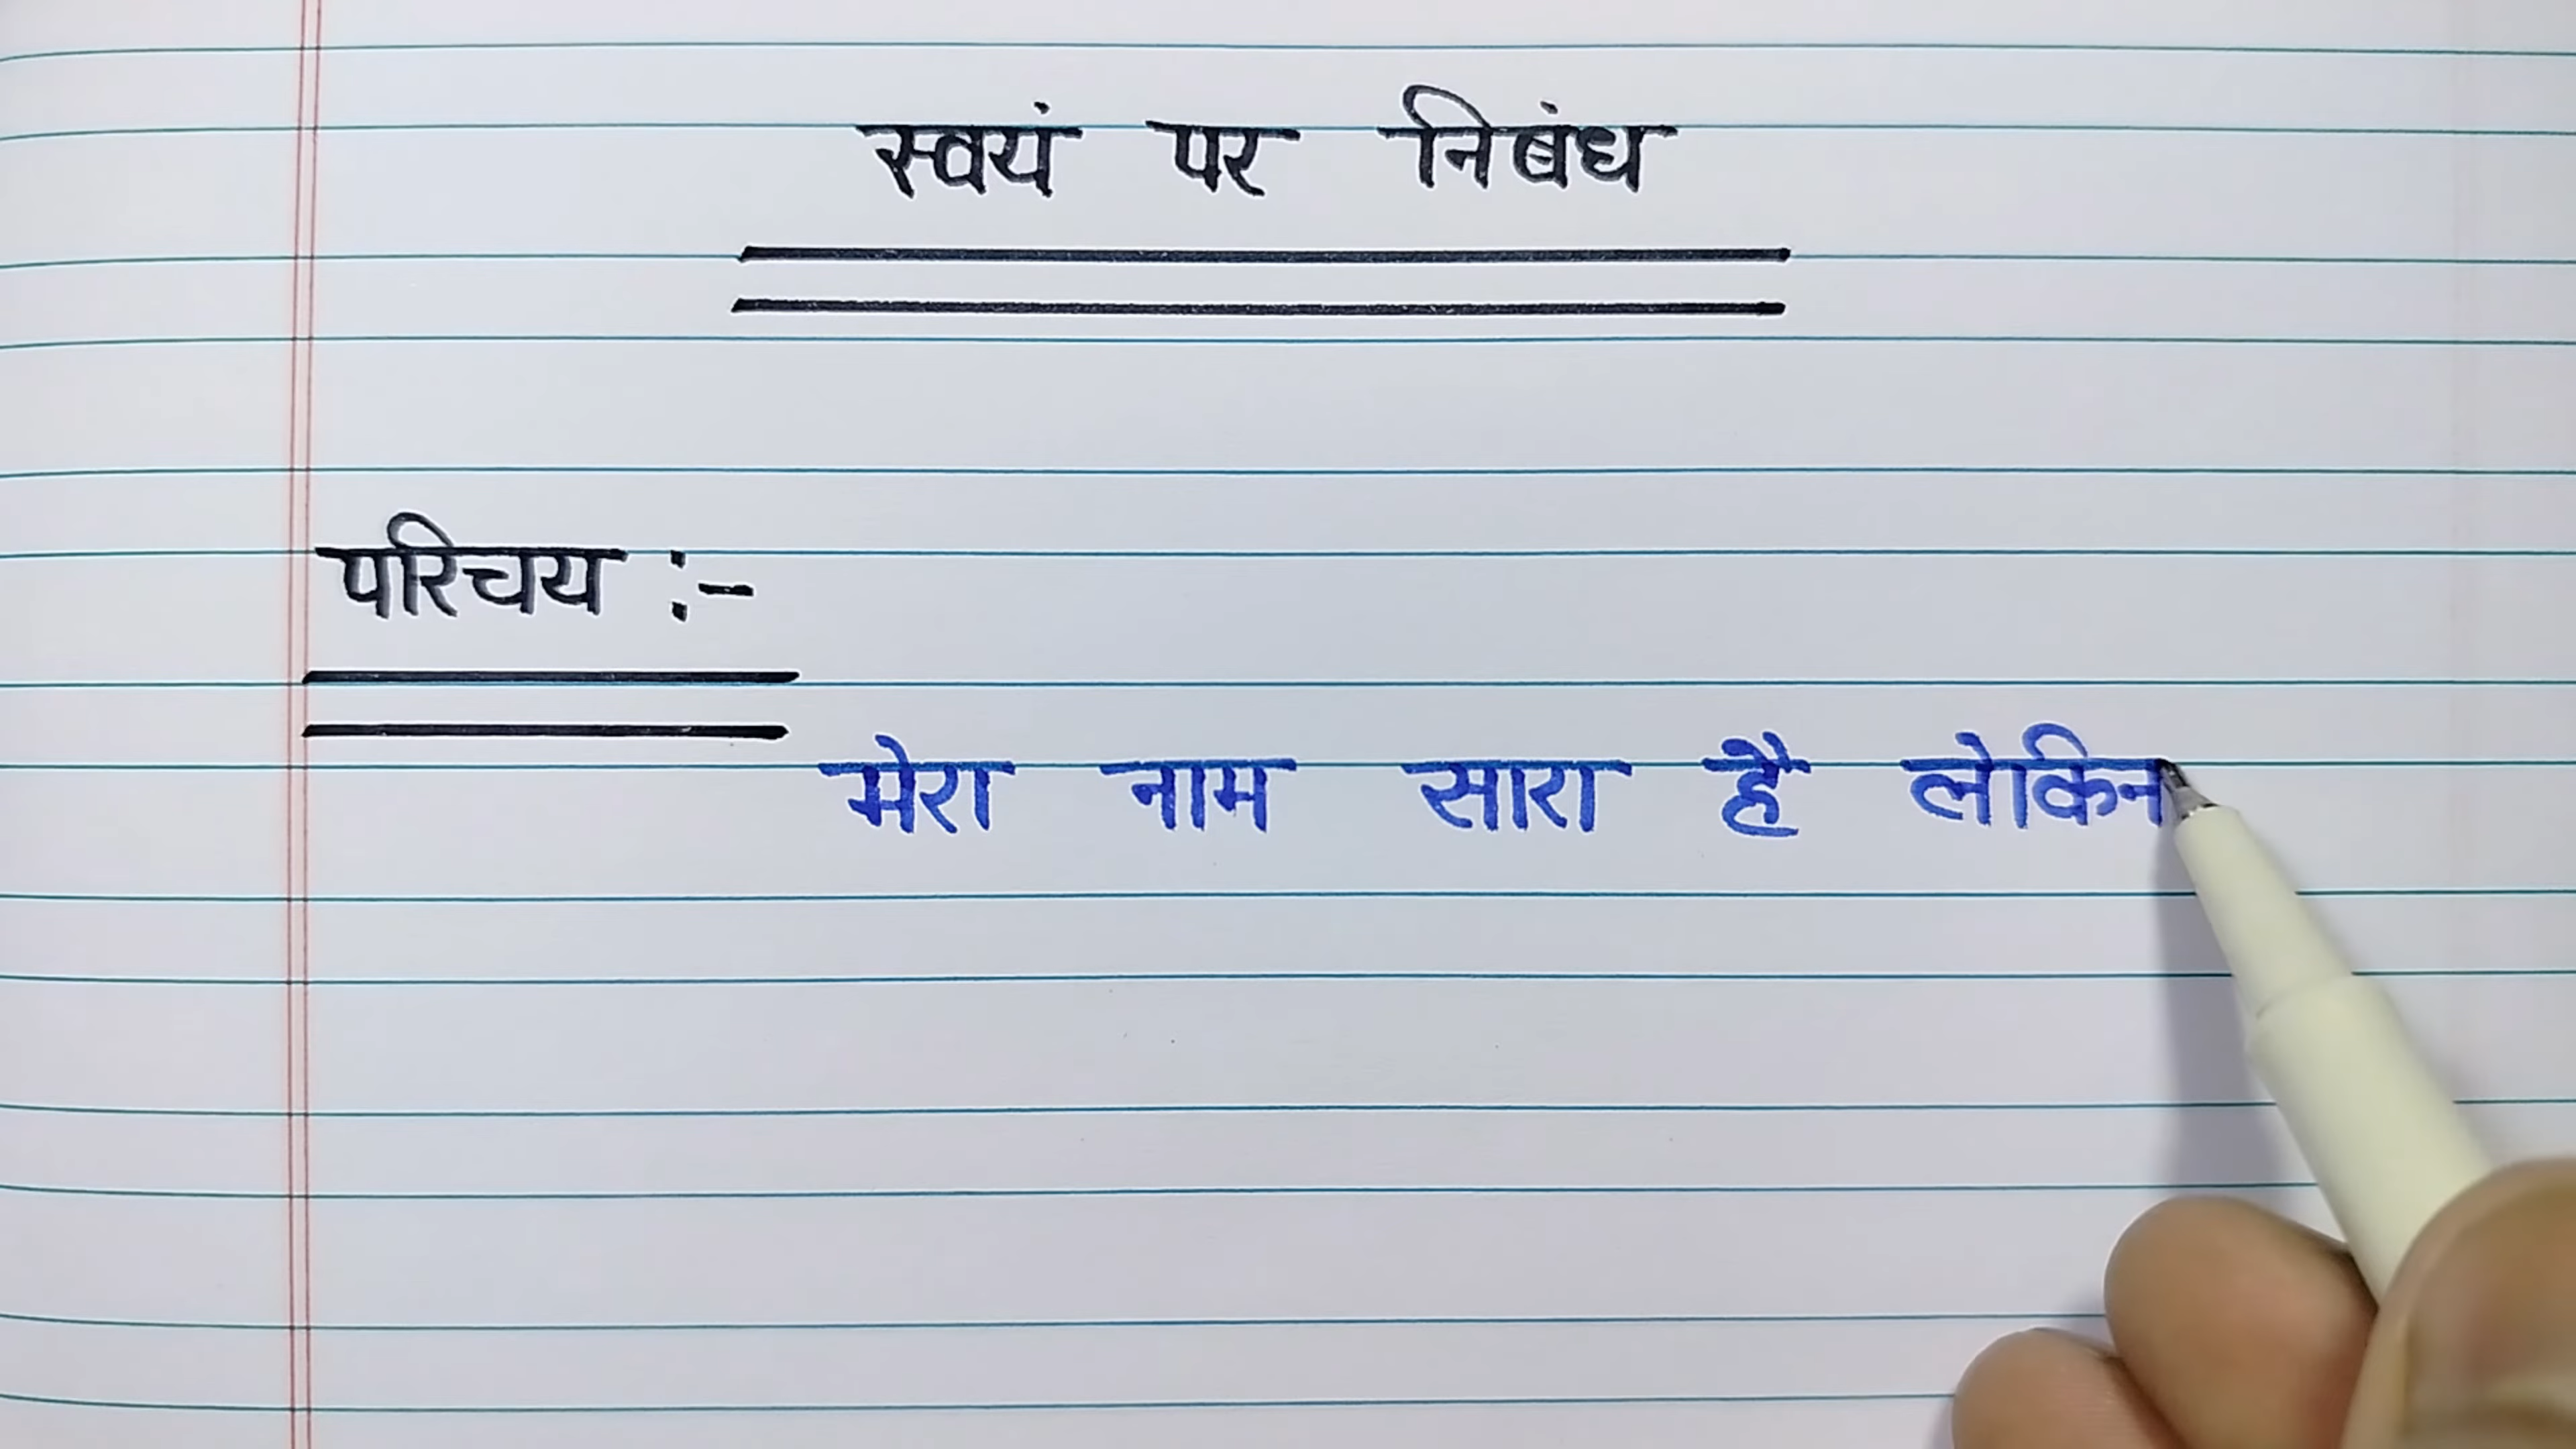 स्वयं पर निबंध
परिचय :-
मेरा नाम सारा है लेकिन